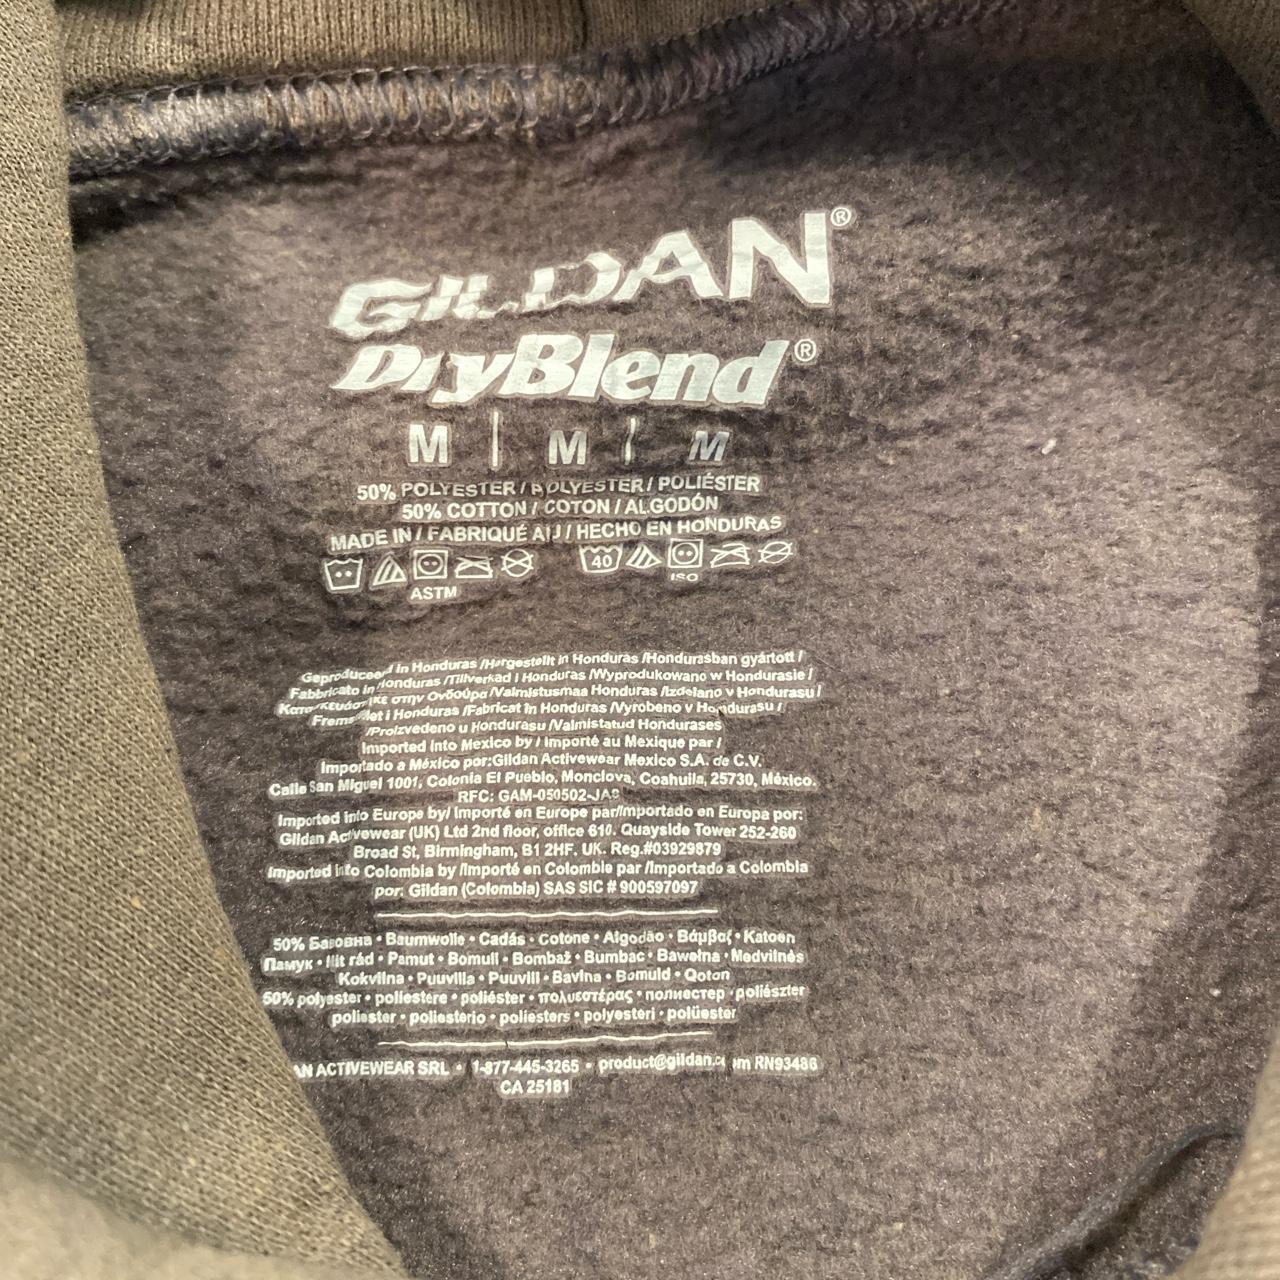 GILDAN®
DryBlend®
M | M | M
50% POLYESTER / POLYESTER / POLIÉSTER
50% COTTON / COTON / ALGODÓN
MADE IN / FABRIQUÉ AU / HECHO EN HONDURAS
40
ASTM ISO
Geproduceerd in Honduras /Hergestellt in Honduras /Hondurasban gyártott /
Fabbricato in Honduras /Tillverkad i Honduras /Wyprodukowano w Hondurasie /
στην Ονδούρα /Valmistusmaa Honduras /Izdelano v Hondurasu /
i Honduras /Fabricat în Honduras /Vyrobeno v Hondurasu /
/Proizvedeno u Hondurasu /Valmistatud Hondurases
Imported into Mexico by / Importé au Mexique par /
Importado a México por:Gildan Activewear Mexico S.A. de C.V.
Calle San Miguel 1001, Colonia El Pueblo, Monclova, Coahuila, 25730, México.
RFC: GAM-050502-
Imported into Europe by/ Importé en Europe par/Importado en Europa por:
Gildan Activewear (UK) Ltd 2nd floor, office 610. Quayside Tower 252-260
Broad St, Birmingham, B1 2HF. UK. Reg.#03929879
Imported into Colombia by /Importé en Colombie par /Importado a Colombia
por: Gildan (Colombia) SAS SIC # 900597097
50% • Baumwolle • Cadás • Cotone • Algodão • Βάμβαξ • Katoen
Памук • rád • Pamut • Bomull • Bombaž • Bumbac • Bawełna • Medvilnės
Kokvilna • Puuvilla • Puuvill • Bavlna • Bomuld • Qoton
50% polyester • poliestere • poliéster • πολυεστέρας • полиестер • poliészter
poliester • poliesterio • poliesters • polyesteri • polüester
AN ACTIVEWEAR SRL • 1-877-445-3265 • product@gildan.com RN93486
CA 25181